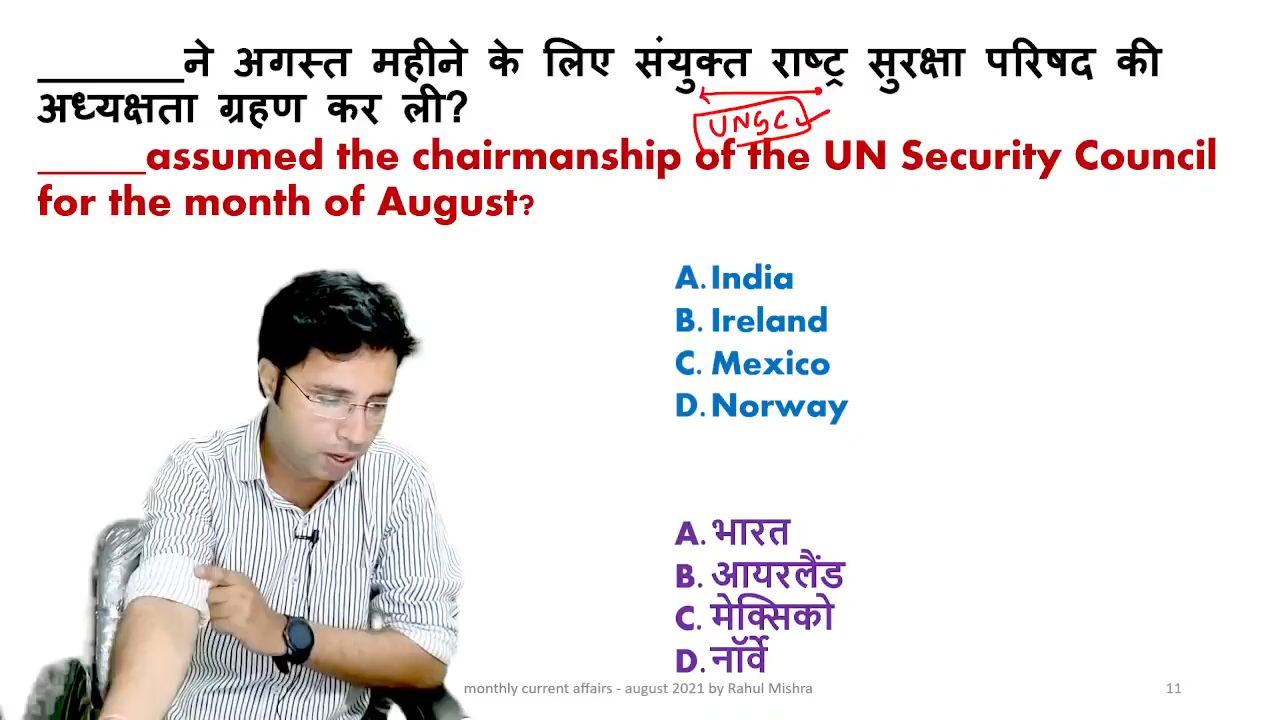 ______ने अगस्त महीने के लिए संयुक्त राष्ट्र सुरक्षा परिषद की
अध्यक्षता ग्रहण कर ली?
UNSC
_____assumed the chairmanship of the UN Security Council
for the month of August?
A. India
B. Ireland
C. Mexico
D. Norway
A. भारत
B. आयरलैंड
C. मेक्सिको
D. नॉर्वे
monthly current affairs - august 2021 by Rahul Mishra
11